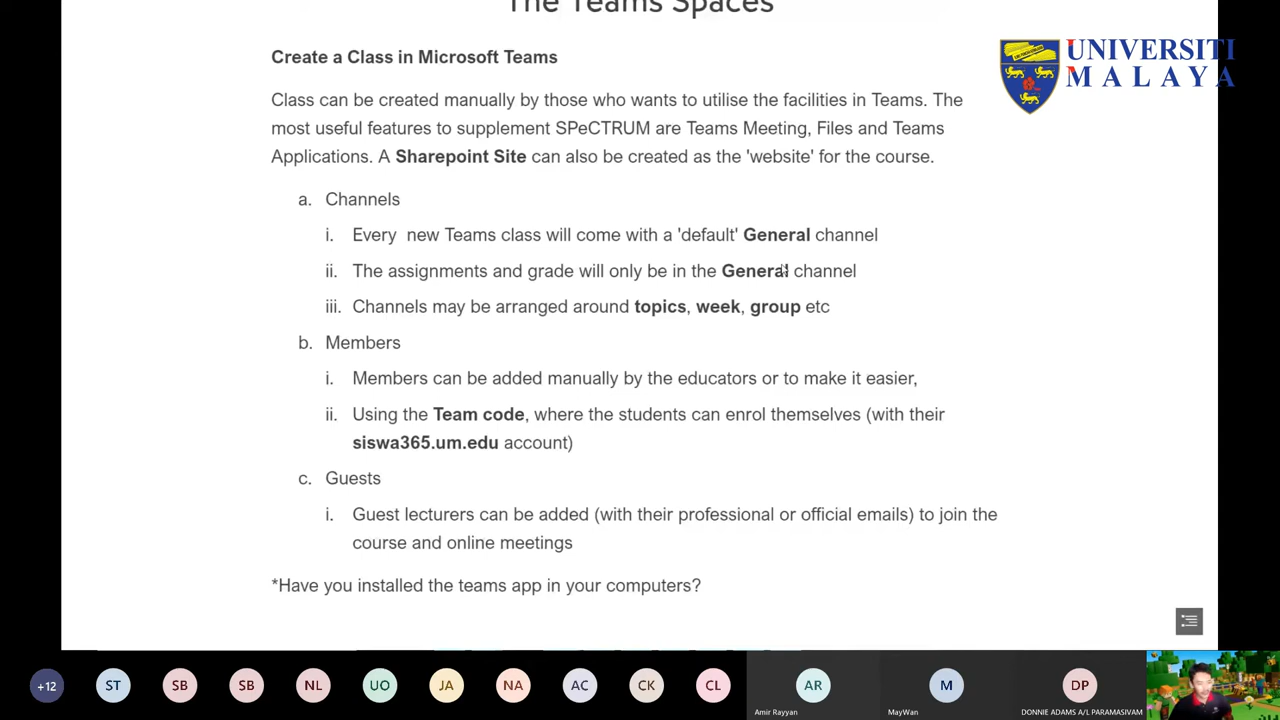 The Teams Spaces
UNIVERSITI
MALAYA
Create a Class in Microsoft Teams
Class can be created manually by those who wants to utilise the facilities in Teams. The
most useful features to supplement SPeCTRUM are Teams Meeting, Files and Teams
Applications. A Sharepoint Site can also be created as the 'website' for the course.
a. Channels
i. Every new Teams class will come with a 'default' General channel
ii. The assignments and grade will only be in the General channel
iii. Channels may be arranged around topics, week, group etc
b. Members
i. Members can be added manually by the educators or to make it easier,
ii. Using the Team code, where the students can enrol themselves (with their
siswa365.um.edu account)
c. Guests
i. Guest lecturers can be added (with their professional or official emails) to join the
course and online meetings
*Have you installed the teams app in your computers?
+12 ST SB SB NL UO JA NA AC CK CL AR M DP
Amir Rayyan MayWan DONNIE ADAMS A/L PARAMASIVAM